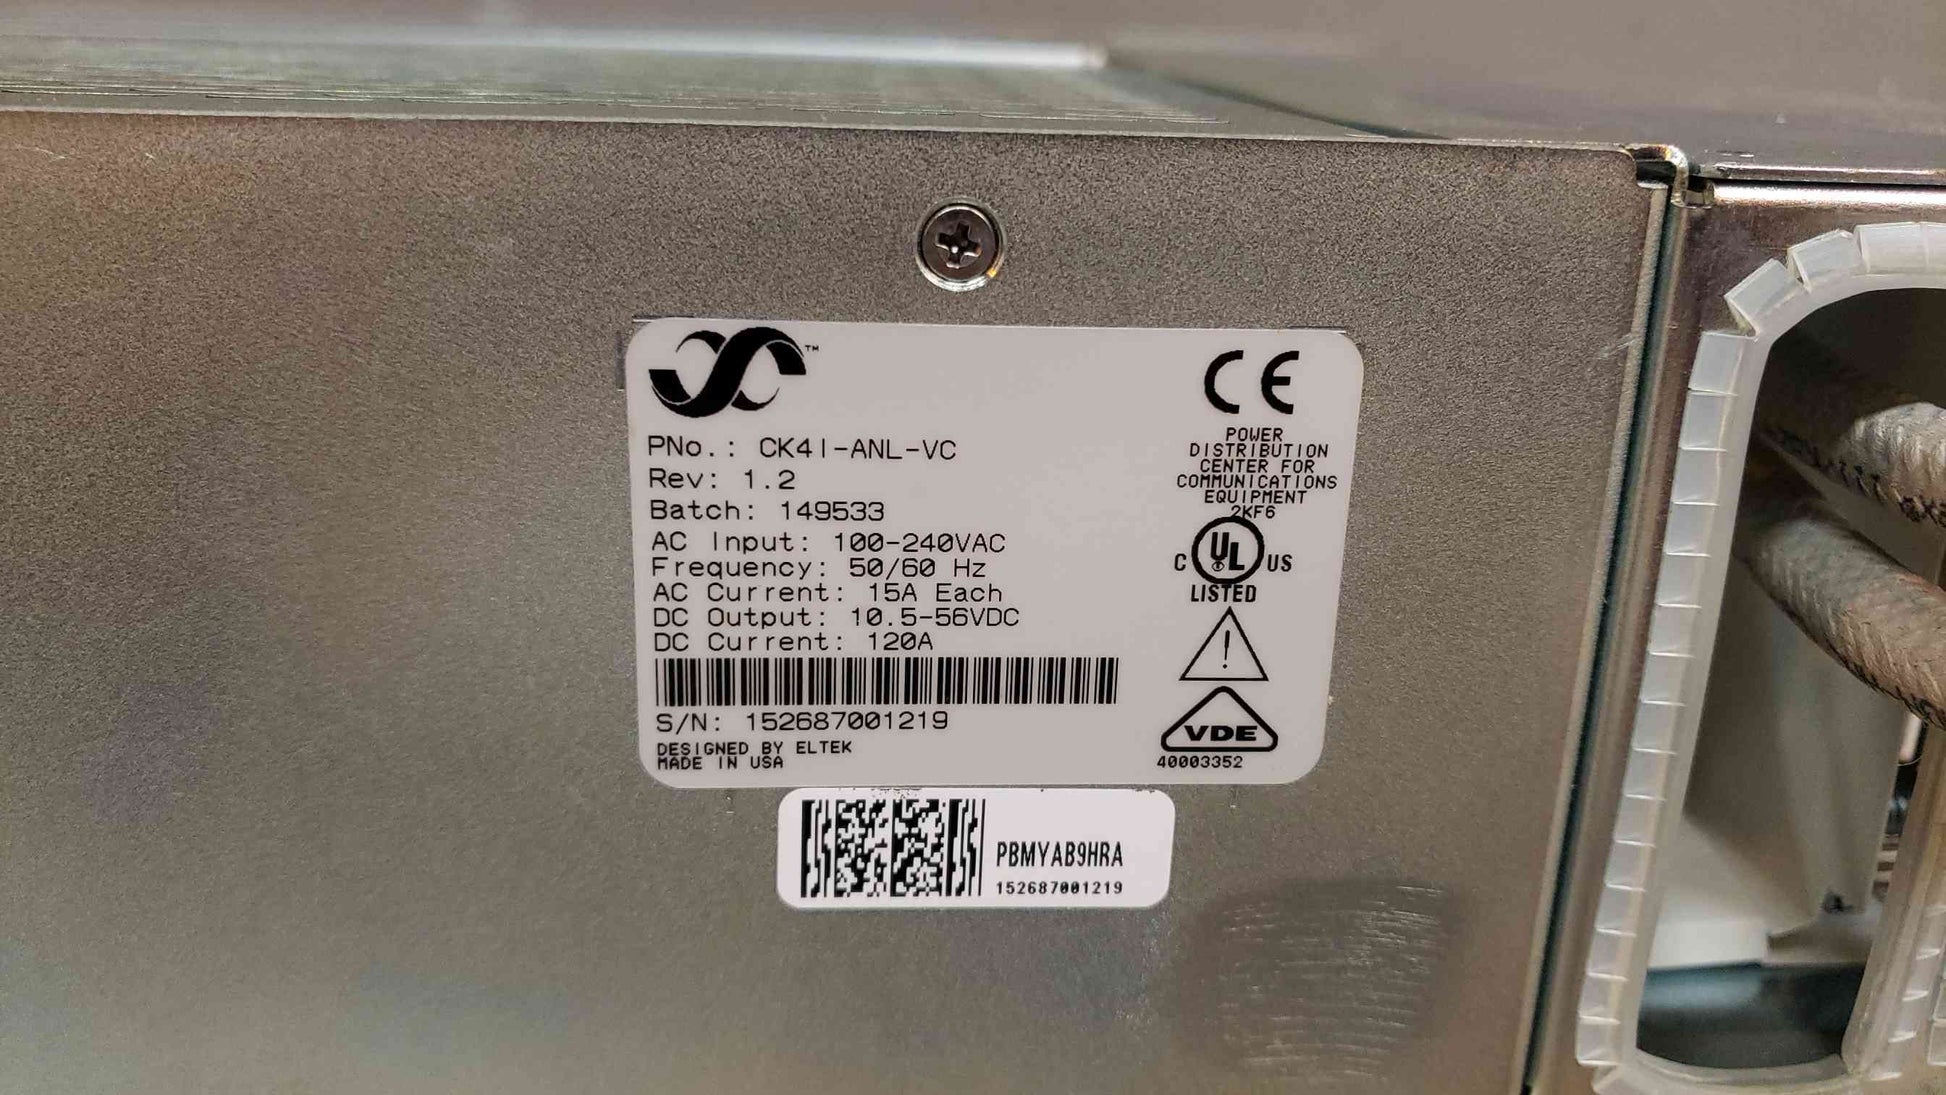 ™
PNo.: CK4I-ANL-VC
Rev: 1.2
Batch: 149533
AC Input: 100-240VAC
Frequency: 50/60 Hz
AC Current: 15A Each
DC Output: 10.5-56VDC
DC Current: 120A
S/N: 152687001219
DESIGNED BY ELTEK
MADE IN USA
CE
POWER
DISTRIBUTION
CENTER FOR
COMMUNICATIONS
EQUIPMENT
2KF6
C UL US
LISTED
!
VDE
40003352
PBMYAB9HRA
152687001219